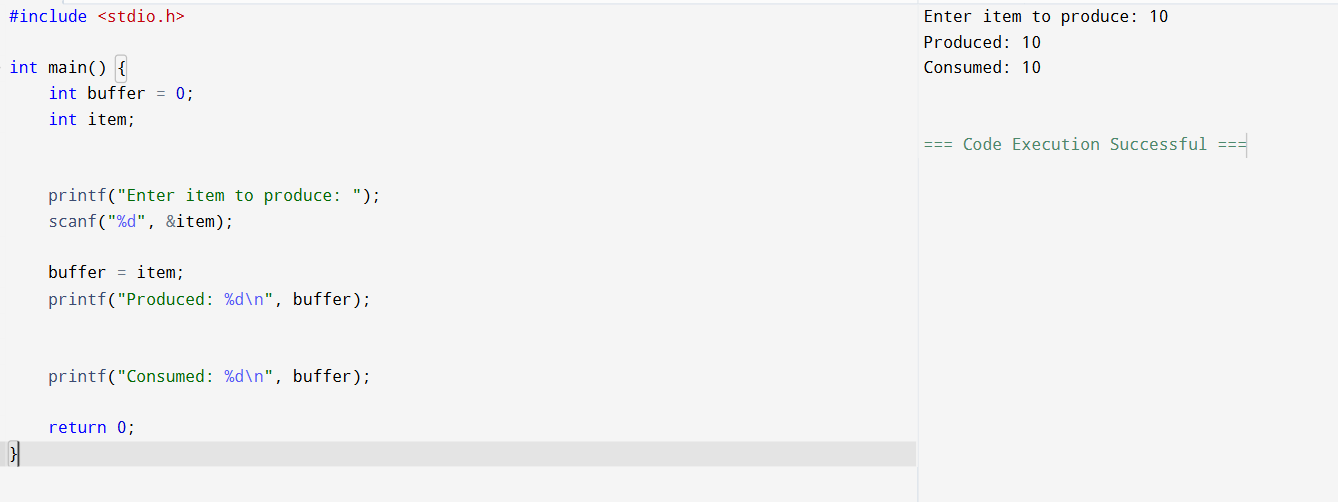 #include <stdio.h>
int main() {
    int buffer = 0;
    int item;
    printf("Enter item to produce: ");
    scanf("%d", &item);
    buffer = item;
    printf("Produced: %d\n", buffer);
    printf("Consumed: %d\n", buffer);
    return 0;
}
Enter item to produce: 10
Produced: 10
Consumed: 10
=== Code Execution Successful ===